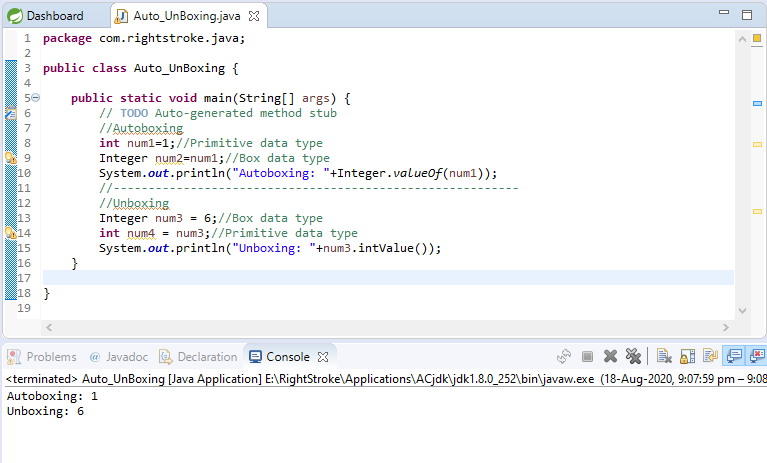 Dashboard Auto_UnBoxing.java
1 package com.rightstroke.java;
2
3 public class Auto_UnBoxing {
4
5 public static void main(String[] args) {
6 // TODO Auto-generated method stub
7 //Autoboxing
8 int num1=1;//Primitive data type
9 Integer num2=num1;//Box data type
10 System.out.println("Autoboxing: "+Integer.valueOf(num1));
11 //----------------------------------------------------------
12 //Unboxing
13 Integer num3 = 6;//Box data type
14 int num4 = num3;//Primitive data type
15 System.out.println("Unboxing: "+num3.intValue());
16 }
17
18 }
19
Problems @ Javadoc Declaration Console
<terminated> Auto_UnBoxing [Java Application] E:\RightStroke\Applications\ACjdk\jdk1.8.0_252\bin\javaw.exe (18-Aug-2020, 9:07:59 pm – 9:08
Autoboxing: 1
Unboxing: 6